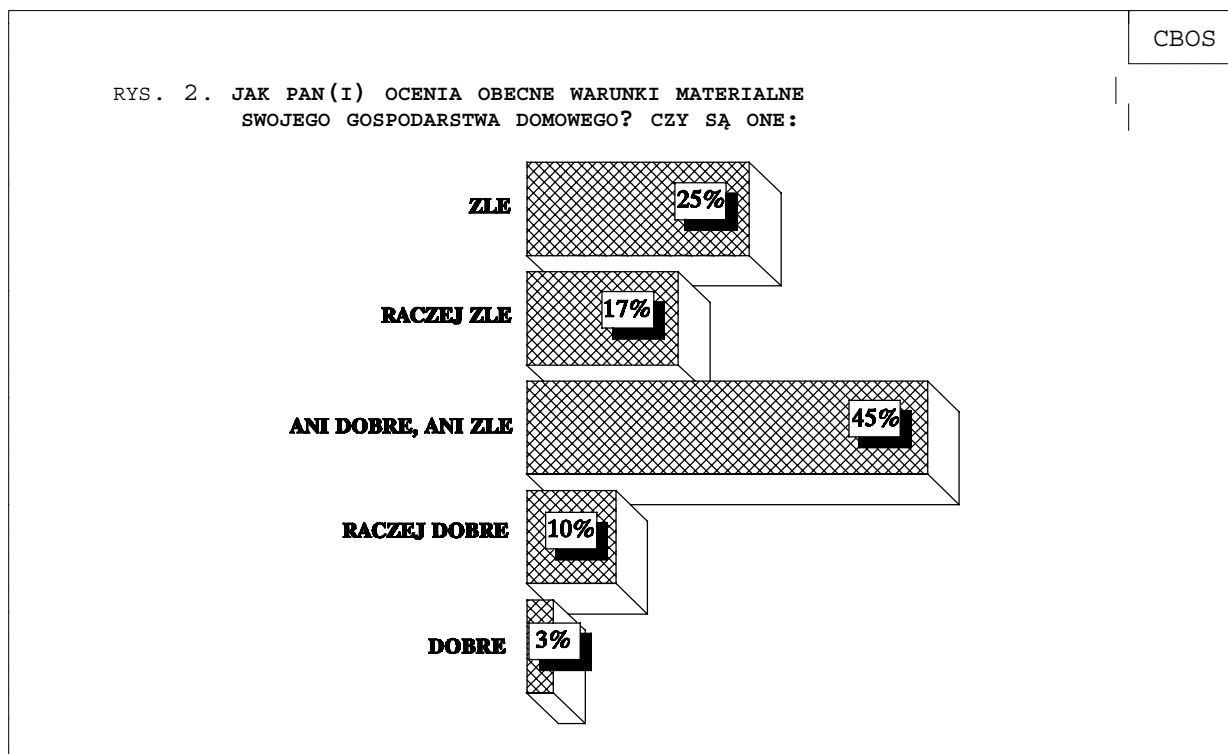 CBOS
RYS. 2. JAK PAN(I) OCENIA OBECNE WARUNKI MATERIALNE
SWOJEGO GOSPODARSTWA DOMOWEGO? CZY SĄ ONE:
ZLE 25%
RACZEJ ZLE 17%
ANI DOBRE, ANI ZLE 45%
RACZEJ DOBRE 10%
DOBRE 3%